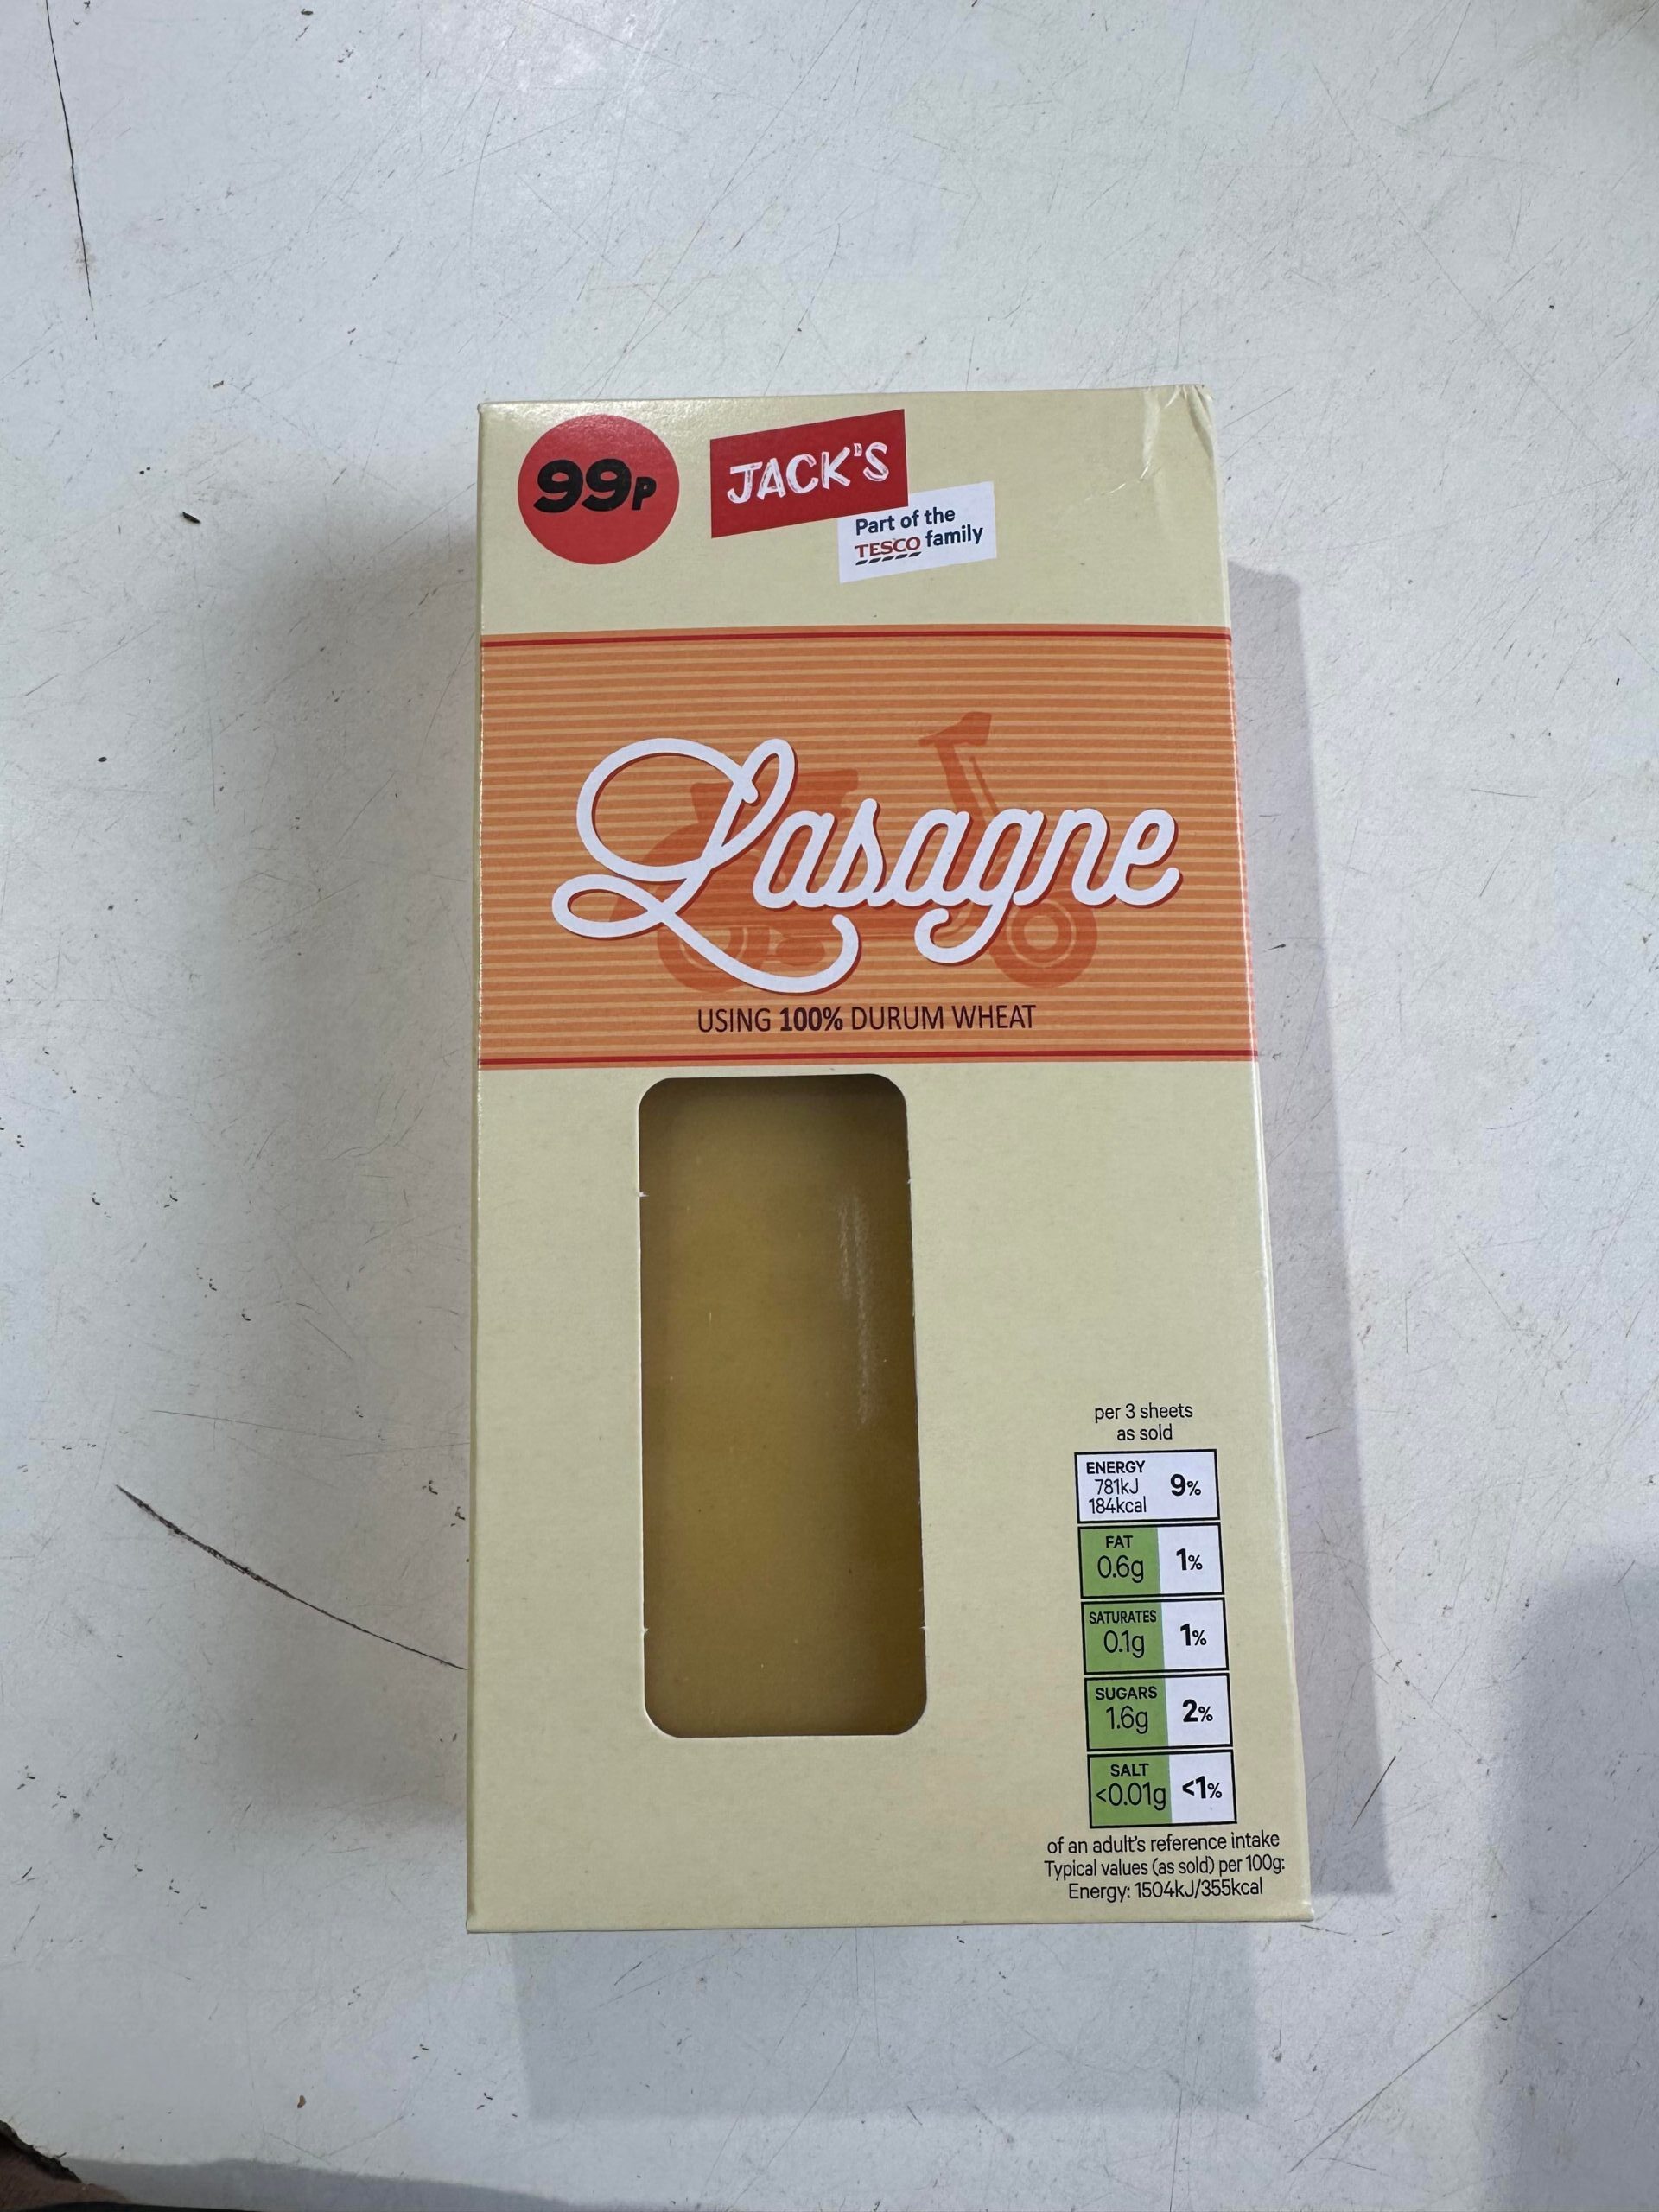 99p
JACK'S
Part of the
TESCO family
Lasagne
USING 100% DURUM WHEAT
per 3 sheets
as sold
ENERGY
781kJ
184kcal
9%
FAT
0.6g
1%
SATURATES
0.1g
1%
SUGARS
1.6g
2%
SALT
<0.01g
<1%
of an adult's reference intake
Typical values (as sold) per 100g:
Energy: 1504kJ/355kcal